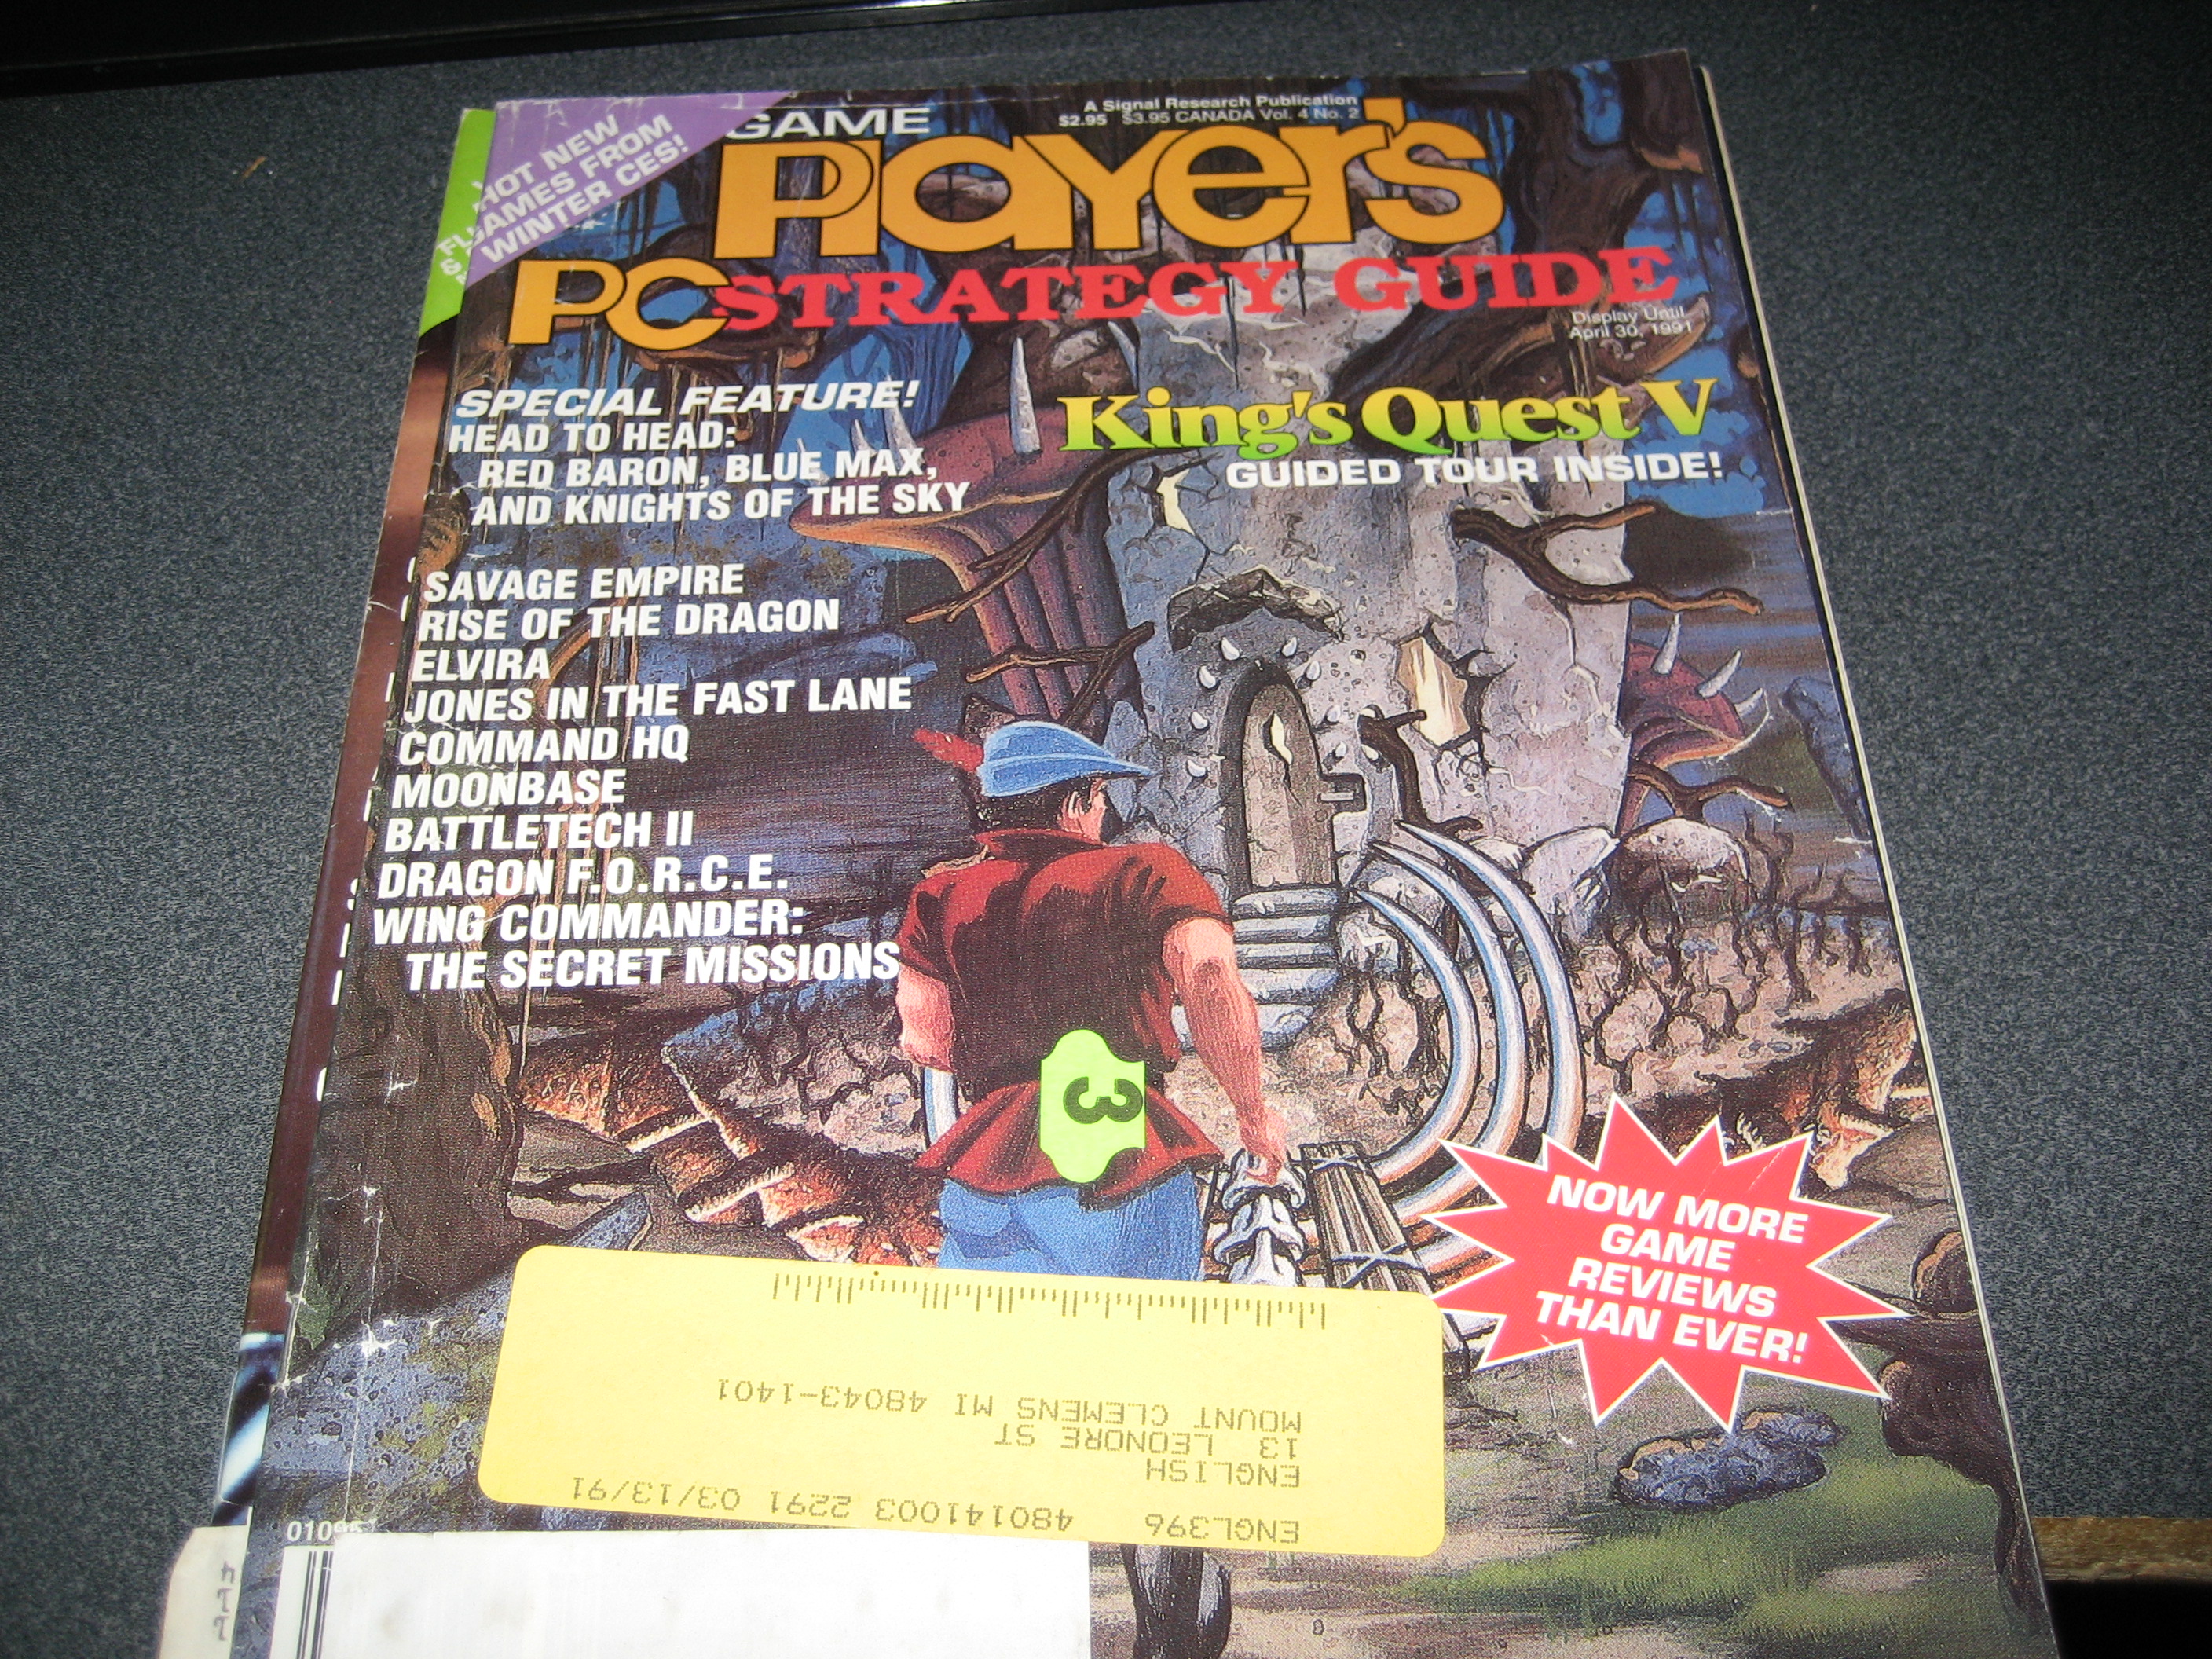 HOT NEW
GAMES FROM
WINTER CES!
GAME
A Signal Research Publication
$2.95 $3.95 CANADA Vol. 4 No. 2
PLAYER'S
PC STRATEGY GUIDE
Display Until
April 30, 1991
SPECIAL FEATURE!
HEAD TO HEAD:
RED BARON, BLUE MAX,
AND KNIGHTS OF THE SKY
King's Quest V
GUIDED TOUR INSIDE!
SAVAGE EMPIRE
RISE OF THE DRAGON
ELVIRA
JONES IN THE FAST LANE
COMMAND HQ
MOONBASE
BATTLETECH II
DRAGON F.O.R.C.E.
WING COMMANDER:
THE SECRET MISSIONS
3
NOW MORE
GAME
REVIEWS
THAN EVER!
ENGL396 480141003 2291 03/13/91
ENGLISH
13 LEONORE ST
MOUNT CLEMENS MI 48043-1401